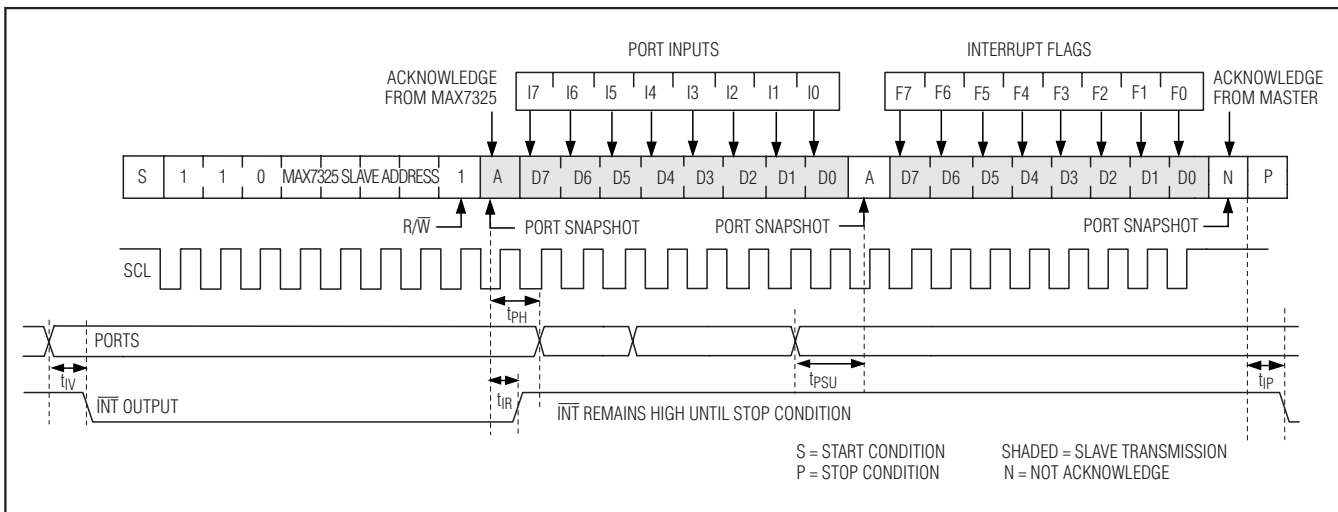 PORT INPUTS
INTERRUPT FLAGS
ACKNOWLEDGE
FROM MAX7325
I7 I6 I5 I4 I3 I2 I1 I0
F7 F6 F5 F4 F3 F2 F1 F0
ACKNOWLEDGE
FROM MASTER
S 1 1 0 MAX7325 SLAVE ADDRESS 1 A D7 D6 D5 D4 D3 D2 D1 D0 A D7 D6 D5 D4 D3 D2 D1 D0 N P
R/W̅ PORT SNAPSHOT PORT SNAPSHOT PORT SNAPSHOT
SCL
tPH
PORTS
tIV
tIR
tPSU
tIP
I̅N̅T̅ OUTPUT
I̅N̅T̅ REMAINS HIGH UNTIL STOP CONDITION
S = START CONDITION SHADED = SLAVE TRANSMISSION
P = STOP CONDITION N = NOT ACKNOWLEDGE